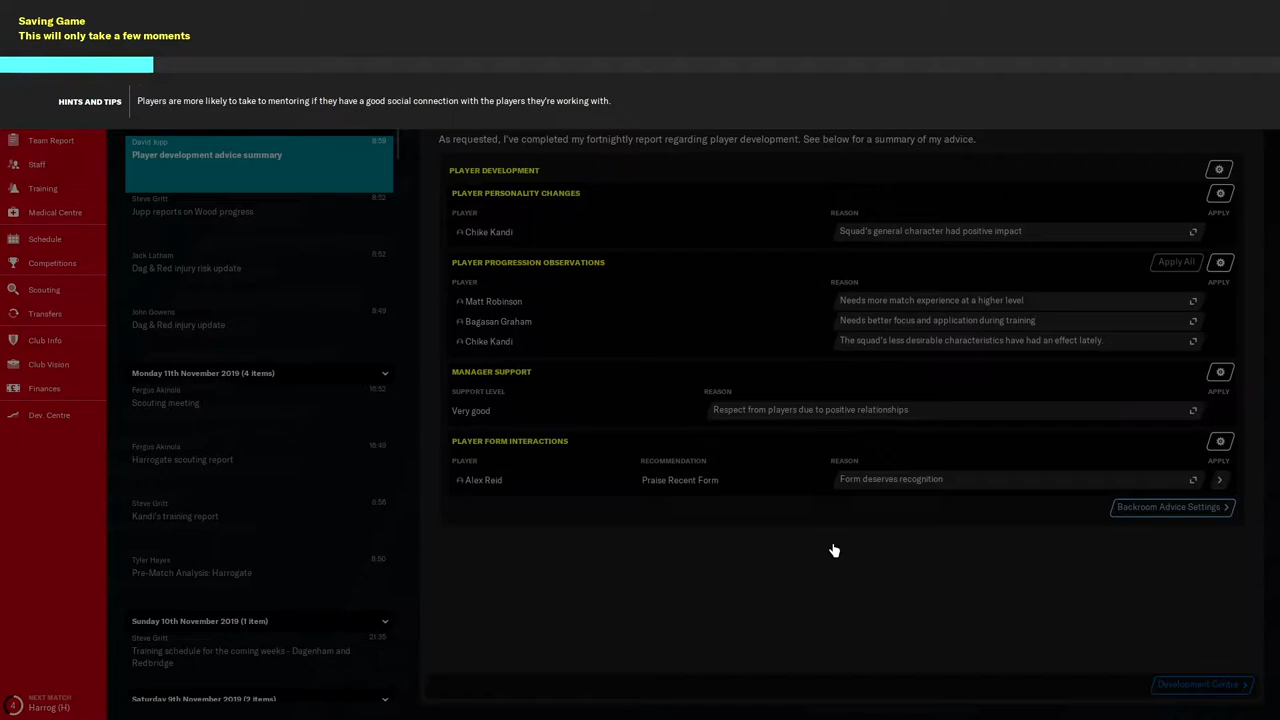 Saving Game
This will only take a few moments
HINTS AND TIPS
Players are more likely to take to mentoring if they have a good social connection with the players they're working with.
Team Report
Staff
Training
Medical Centre
Schedule
Competitions
Scouting
Transfers
Club Info
Club Vision
Finances
Dev. Centre
4
NEXT MATCH
Harrog (H)
David Jupp 8:59
Player development advice summary
Steve Gritt 8:52
Jupp reports on Wood progress
Jack Latham 8:52
Dag & Red injury risk update
John Gowens 8:49
Dag & Red injury update
Monday 11th November 2019 (4 items)
Fergus Akinola 16:52
Scouting meeting
Fergus Akinola 16:49
Harrogate scouting report
Steve Gritt 8:56
Kandi's training report
Tyler Hayes 8:50
Pre-Match Analysis: Harrogate
Sunday 10th November 2019 (1 item)
Steve Gritt 21:35
Training schedule for the coming weeks - Dagenham and
Redbridge
Saturday 9th November 2019 (2 items)
As requested, I've completed my fortnightly report regarding player development. See below for a summary of my advice.
PLAYER DEVELOPMENT
PLAYER PERSONALITY CHANGES
PLAYER REASON APPLY
Chike Kandi Squad's general character had positive impact
PLAYER PROGRESSION OBSERVATIONS Apply All
PLAYER REASON APPLY
Matt Robinson Needs more match experience at a higher level
Bagasan Graham Needs better focus and application during training
Chike Kandi The squad's less desirable characteristics have had an effect lately.
MANAGER SUPPORT
SUPPORT LEVEL REASON APPLY
Very good Respect from players due to positive relationships
PLAYER FORM INTERACTIONS
PLAYER RECOMMENDATION REASON APPLY
Alex Reid Praise Recent Form Form deserves recognition
Backroom Advice Settings
Development Centre